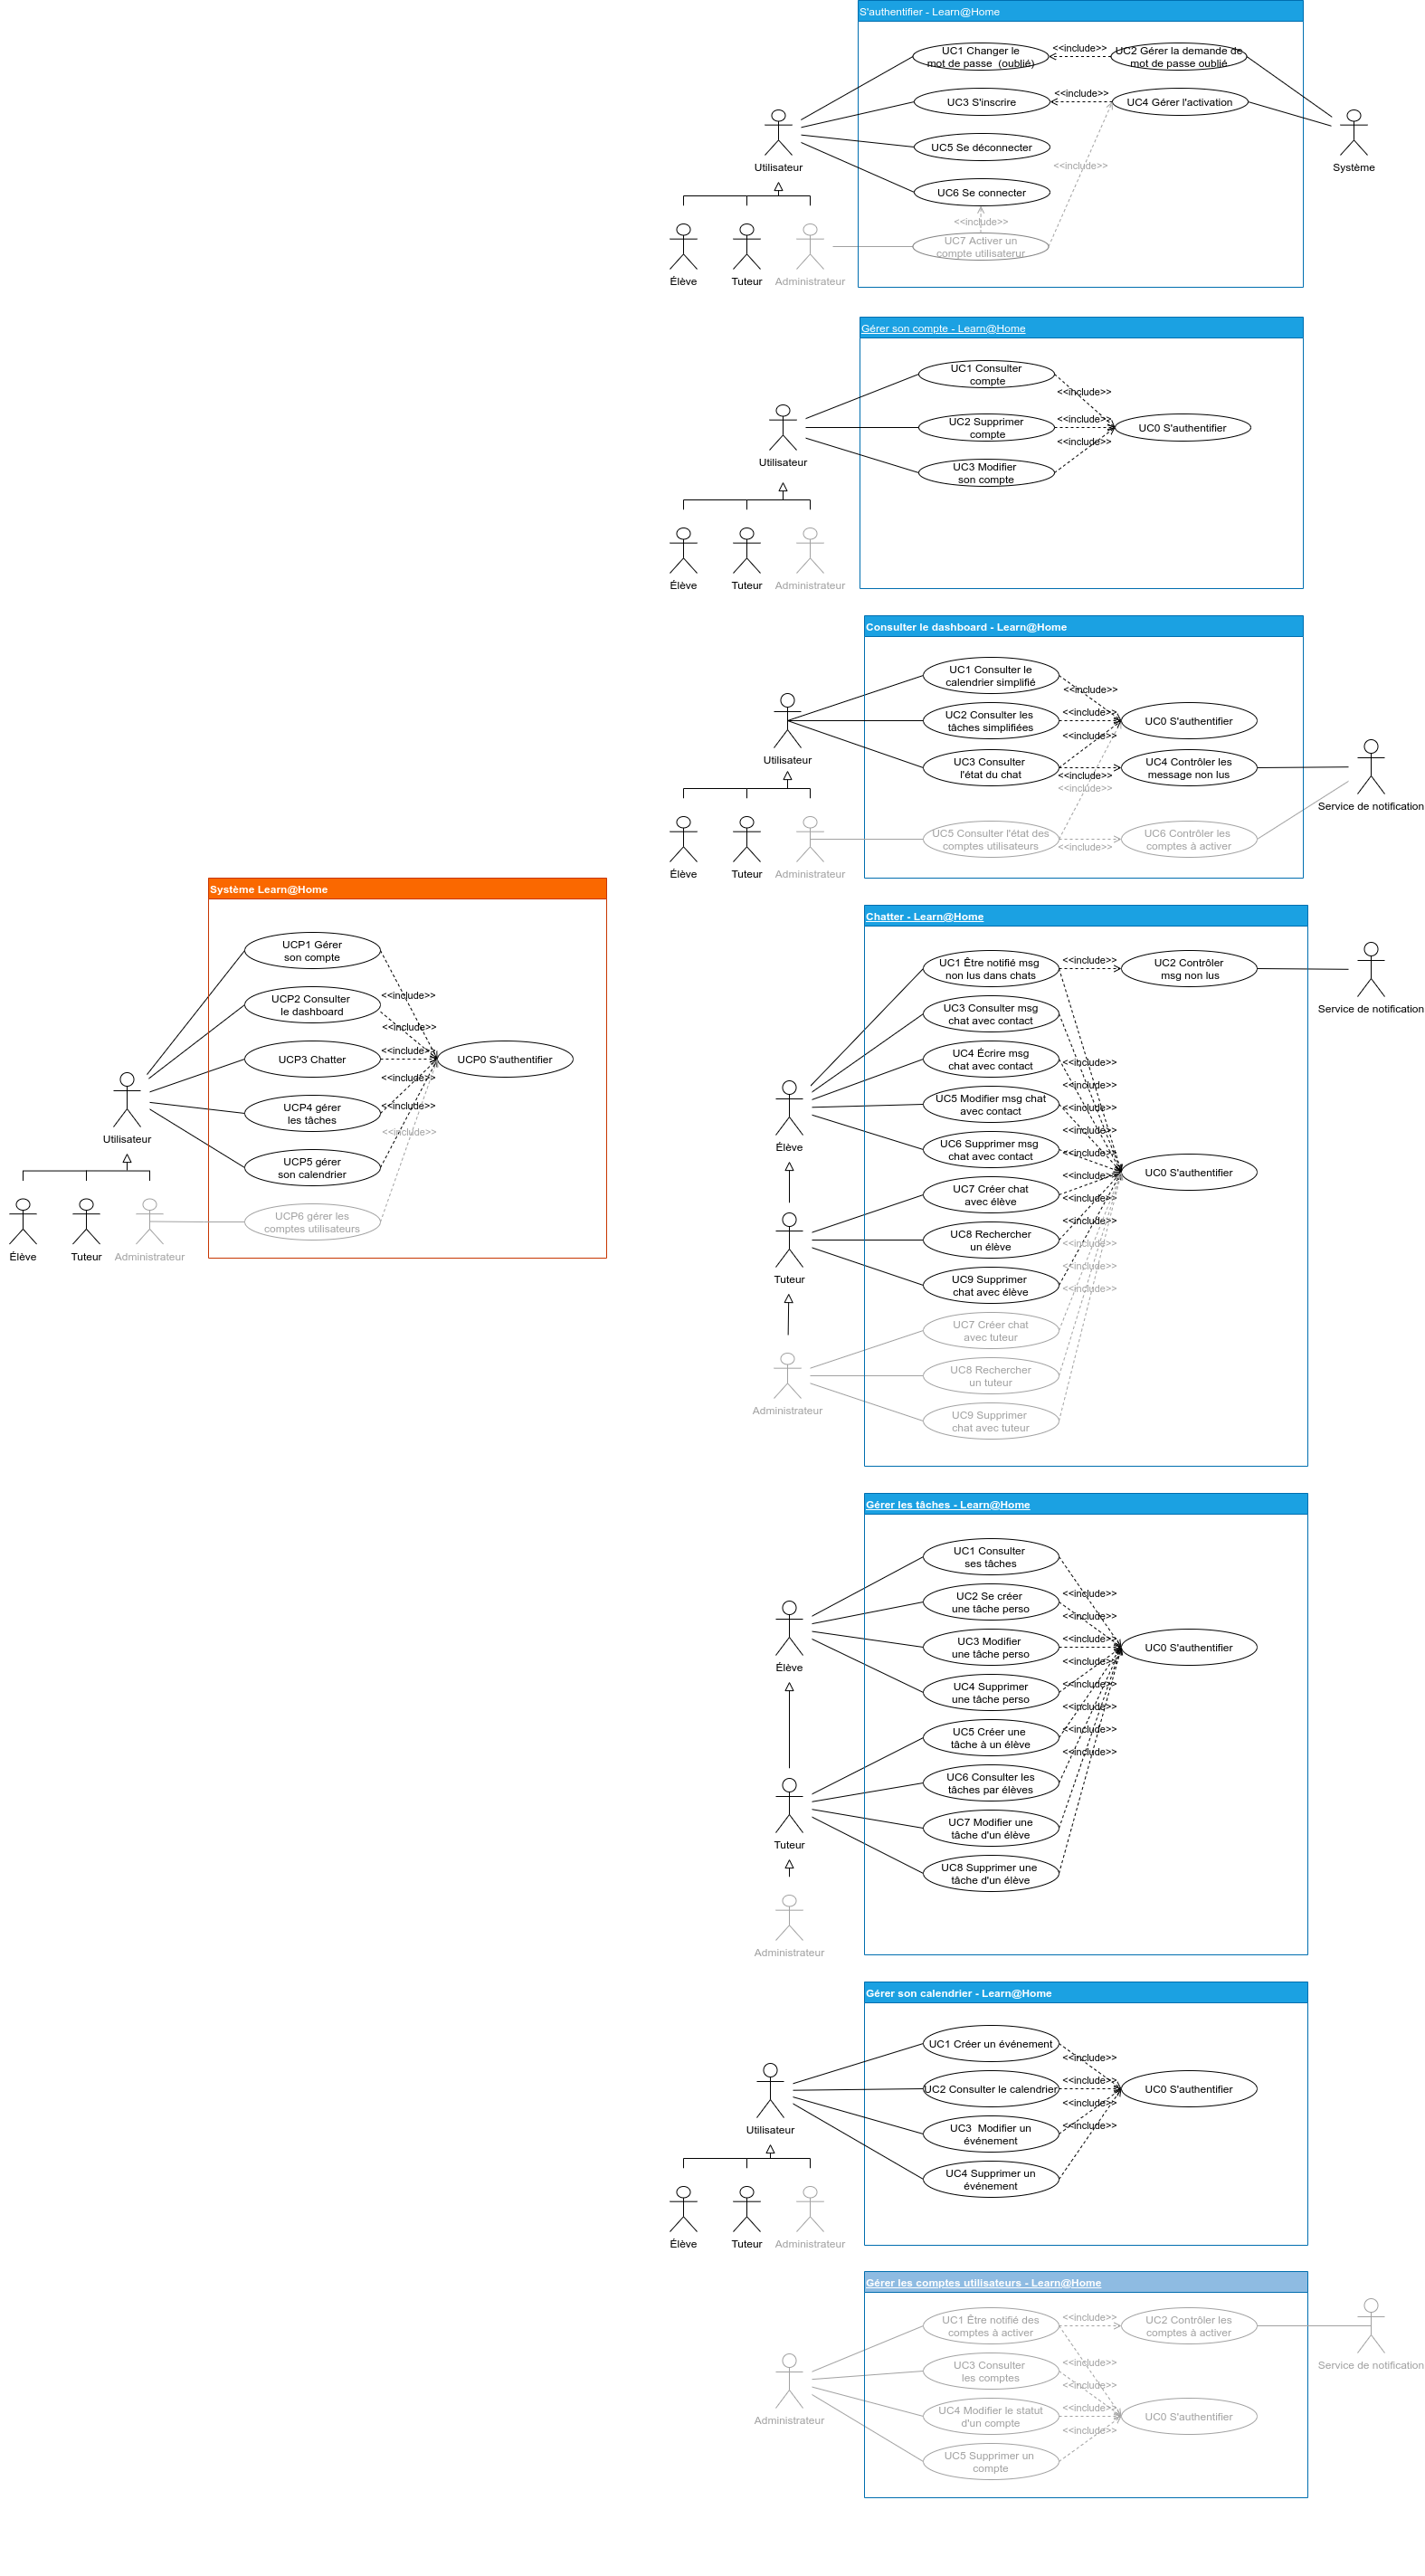 S'authentifier - Learn@Home
UC1 Changer le
mot de passe  (oublié)
<<include>>
UC2 Gérer la demande de
mot de passe oublié
UC3 S'inscrire
<<include>>
UC4 Gérer l'activation
UC5 Se déconnecter
<<include>>
UC6 Se connecter
<<include>>
UC7 Activer un
compte utilisaterur
Utilisateur
Système
Élève
Tuteur
Administrateur
Gérer son compte - Learn@Home
UC1 Consulter
compte
<<include>>
UC2 Supprimer
compte
<<include>>
UC0 S'authentifier
<<include>>
UC3 Modifier
son compte
Utilisateur
Élève
Tuteur
Administrateur
Consulter le dashboard - Learn@Home
UC1 Consulter le
calendrier simplifié
<<include>>
UC2 Consulter les
tâches simplifiées
<<include>>
UC0 S'authentifier
<<include>>
UC3 Consulter
l'état du chat
<<include>>
<<include>>
UC4 Contrôler les
message non lus
UC5 Consulter l'état des
comptes utilisateurs
<<include>>
UC6 Contrôler les
comptes à activer
Utilisateur
Service de notification
Élève
Tuteur
Administrateur
Système Learn@Home
UCP1 Gérer
son compte
<<include>>
UCP2 Consulter
le dashboard
<<include>>
UCP3 Chatter
<<include>>
UCP0 S'authentifier
<<include>>
UCP4 gérer
les tâches
<<include>>
<<include>>
UCP5 gérer
son calendrier
UCP6 gérer les
comptes utilisateurs
Utilisateur
Élève
Tuteur
Administrateur
Chatter - Learn@Home
UC1 Être notifié msg
non lus dans chats
<<include>>
UC2 Contrôler
msg non lus
Service de notification
UC3 Consulter msg
chat avec contact
UC4 Écrire msg
chat avec contact
<<include>>
<<include>>
UC5 Modifier msg chat
avec contact
<<include>>
<<include>>
UC6 Supprimer msg
chat avec contact
<<include>>
UC0 S'authentifier
<<include>>
UC7 Créer chat
avec élève
<<include>>
<<include>>
UC8 Rechercher
un élève
<<include>>
<<include>>
UC9 Supprimer
chat avec élève
<<include>>
UC7 Créer chat
avec tuteur
UC8 Rechercher
un tuteur
UC9 Supprimer
chat avec tuteur
Élève
Tuteur
Administrateur
Gérer les tâches - Learn@Home
UC1 Consulter
ses tâches
<<include>>
UC2 Se créer
une tâche perso
<<include>>
UC3 Modifier
une tâche perso
<<include>>
UC0 S'authentifier
<<include>>
UC4 Supprimer
une tâche perso
<<include>>
<<include>>
UC5 Créer une
tâche à un élève
<<include>>
<<include>>
UC6 Consulter les
tâches par élèves
UC7 Modifier une
tâche d'un élève
UC8 Supprimer une
tâche d'un élève
Élève
Tuteur
Administrateur
Gérer son calendrier - Learn@Home
UC1 Créer un événement
<<include>>
<<include>>
UC2 Consulter le calendrier
UC0 S'authentifier
<<include>>
<<include>>
UC3  Modifier un
événement
UC4 Supprimer un
événement
Utilisateur
Élève
Tuteur
Administrateur
Gérer les comptes utilisateurs - Learn@Home
UC1 Être notifié des
comptes à activer
<<include>>
UC2 Contrôler les
comptes à activer
Service de notification
UC3 Consulter
les comptes
<<include>>
<<include>>
UC4 Modifier le statut
d'un compte
<<include>>
UC0 S'authentifier
<<include>>
UC5 Supprimer un
compte
Administrateur